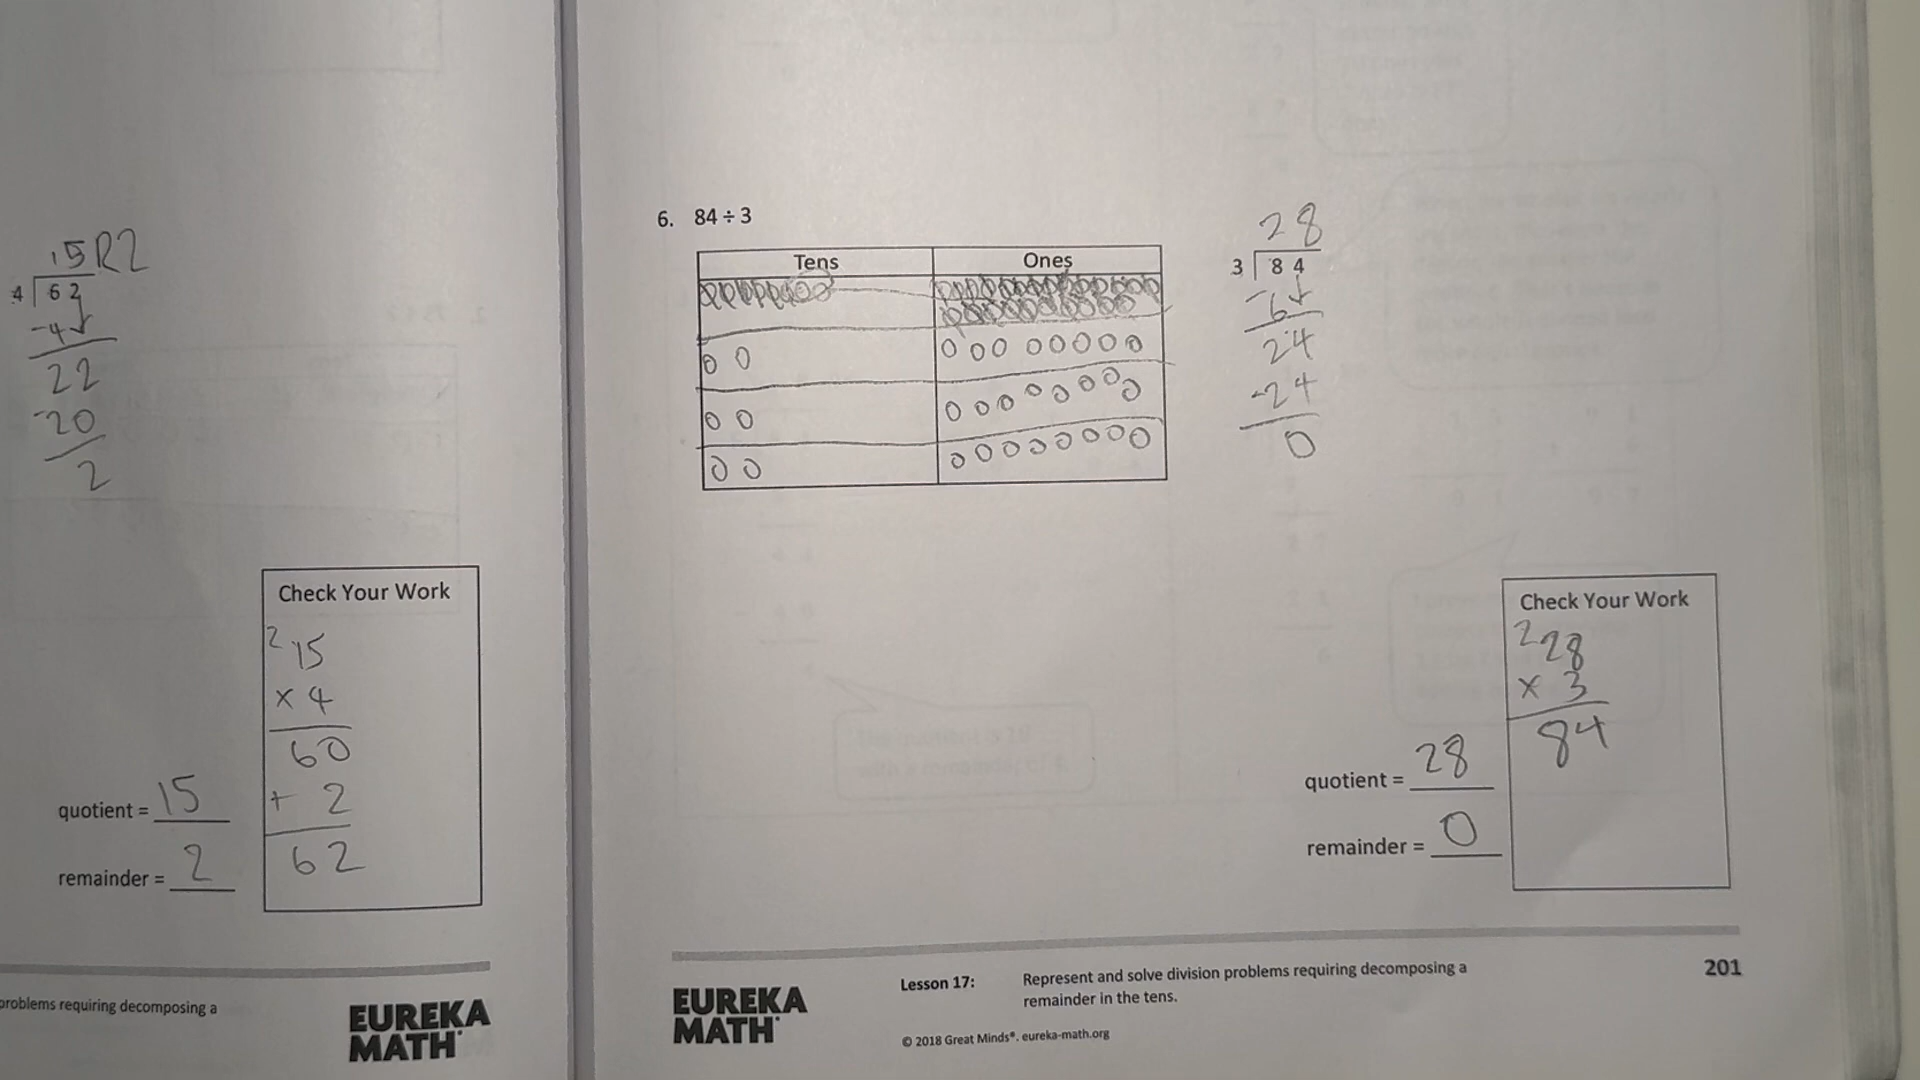 15R2
4 62
-4
22
-20
2
Check Your Work
2
15
x 4
60
+ 2
62
quotient = 15
remainder = 2
problems requiring decomposing a
EUREKA
MATH
6. 84 ÷ 3
Tens Ones
28
3 84
-6
24
-24
0
Check Your Work
2
28
x 3
84
quotient = 28
remainder = 0
EUREKA
MATH
Lesson 17: Represent and solve division problems requiring decomposing a
remainder in the tens.
© 2018 Great Minds®. eureka-math.org
201